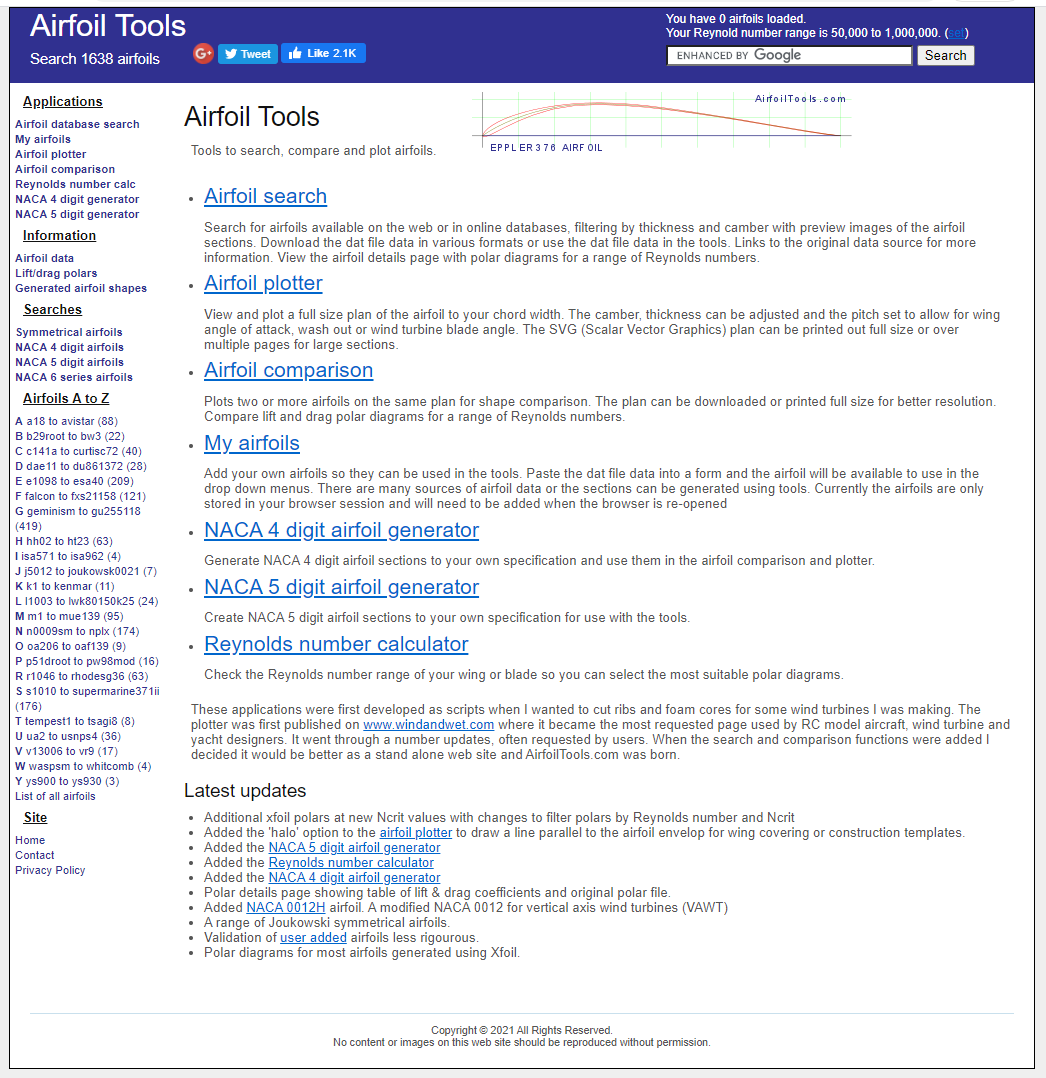 Airfoil Tools
Search 1638 airfoils
G+
Tweet
Like 2.1K
You have 0 airfoils loaded.
Your Reynold number range is 50,000 to 1,000,000. (set)
ENHANCED BY Google
Search
Applications
Airfoil database search
My airfoils
Airfoil plotter
Airfoil comparison
Reynolds number calc
NACA 4 digit generator
NACA 5 digit generator
Information
Airfoil data
Lift/drag polars
Generated airfoil shapes
Searches
Symmetrical airfoils
NACA 4 digit airfoils
NACA 5 digit airfoils
NACA 6 series airfoils
Airfoils A to Z
A a18 to avistar (88)
B b29root to bw3 (22)
C c141a to curtisc72 (40)
D dae11 to du861372 (28)
E e1098 to esa40 (209)
F falcon to fxs21158 (121)
G geminism to gu255118
(419)
H hh02 to ht23 (63)
I isa571 to isa962 (4)
J j5012 to joukowsk0021 (7)
K k1 to kenmar (11)
L l1003 to lwk80150k25 (24)
M m1 to mue139 (95)
N n0009sm to nplx (174)
O oa206 to oaf139 (9)
P p51droot to pw98mod (16)
R r1046 to rhodesg36 (63)
S s1010 to supermarine371ii
(176)
T tempest1 to tsagi8 (8)
U ua2 to usnps4 (36)
V v13006 to vr9 (17)
W waspsm to whitcomb (4)
Y ys900 to ys930 (3)
List of all airfoils
Site
Home
Contact
Privacy Policy
Airfoil Tools
Tools to search, compare and plot airfoils.
AirfoilTools.com
EPPLER 376 AIRFOIL
Airfoil search
Search for airfoils available on the web or in online databases, filtering by thickness and camber with preview images of the airfoil
sections. Download the dat file data in various formats or use the dat file data in the tools. Links to the original data source for more
information. View the airfoil details page with polar diagrams for a range of Reynolds numbers.
Airfoil plotter
View and plot a full size plan of the airfoil to your chord width. The camber, thickness can be adjusted and the pitch set to allow for wing
angle of attack, wash out or wind turbine blade angle. The SVG (Scalar Vector Graphics) plan can be printed out full size or over
multiple pages for large sections.
Airfoil comparison
Plots two or more airfoils on the same plan for shape comparison. The plan can be downloaded or printed full size for better resolution.
Compare lift and drag polar diagrams for a range of Reynolds numbers.
My airfoils
Add your own airfoils so they can be used in the tools. Paste the dat file data into a form and the airfoil will be available to use in the
drop down menus. There are many sources of airfoil data or the sections can be generated using tools. Currently the airfoils are only
stored in your browser session and will need to be added when the browser is re-opened
NACA 4 digit airfoil generator
Generate NACA 4 digit airfoil sections to your own specification and use them in the airfoil comparison and plotter.
NACA 5 digit airfoil generator
Create NACA 5 digit airfoil sections to your own specification for use with the tools.
Reynolds number calculator
Check the Reynolds number range of your wing or blade so you can select the most suitable polar diagrams.
These applications were first developed as scripts when I wanted to cut ribs and foam cores for some wind turbines I was making. The
plotter was first published on www.windandwet.com where it became the most requested page used by RC model aircraft, wind turbine and
yacht designers. It went through a number updates, often requested by users. When the search and comparison functions were added I
decided it would be better as a stand alone web site and AirfoilTools.com was born.
Latest updates
Additional xfoil polars at new Ncrit values with changes to filter polars by Reynolds number and Ncrit
Added the 'halo' option to the airfoil plotter to draw a line parallel to the airfoil envelop for wing covering or construction templates.
Added the NACA 5 digit airfoil generator
Added the Reynolds number calculator
Added the NACA 4 digit airfoil generator
Polar details page showing table of lift & drag coefficients and original polar file.
Added NACA 0012H airfoil. A modified NACA 0012 for vertical axis wind turbines (VAWT)
A range of Joukowski symmetrical airfoils.
Validation of user added airfoils less rigourous.
Polar diagrams for most airfoils generated using Xfoil.
Copyright © 2021 All Rights Reserved.
No content or images on this web site should be reproduced without permission.